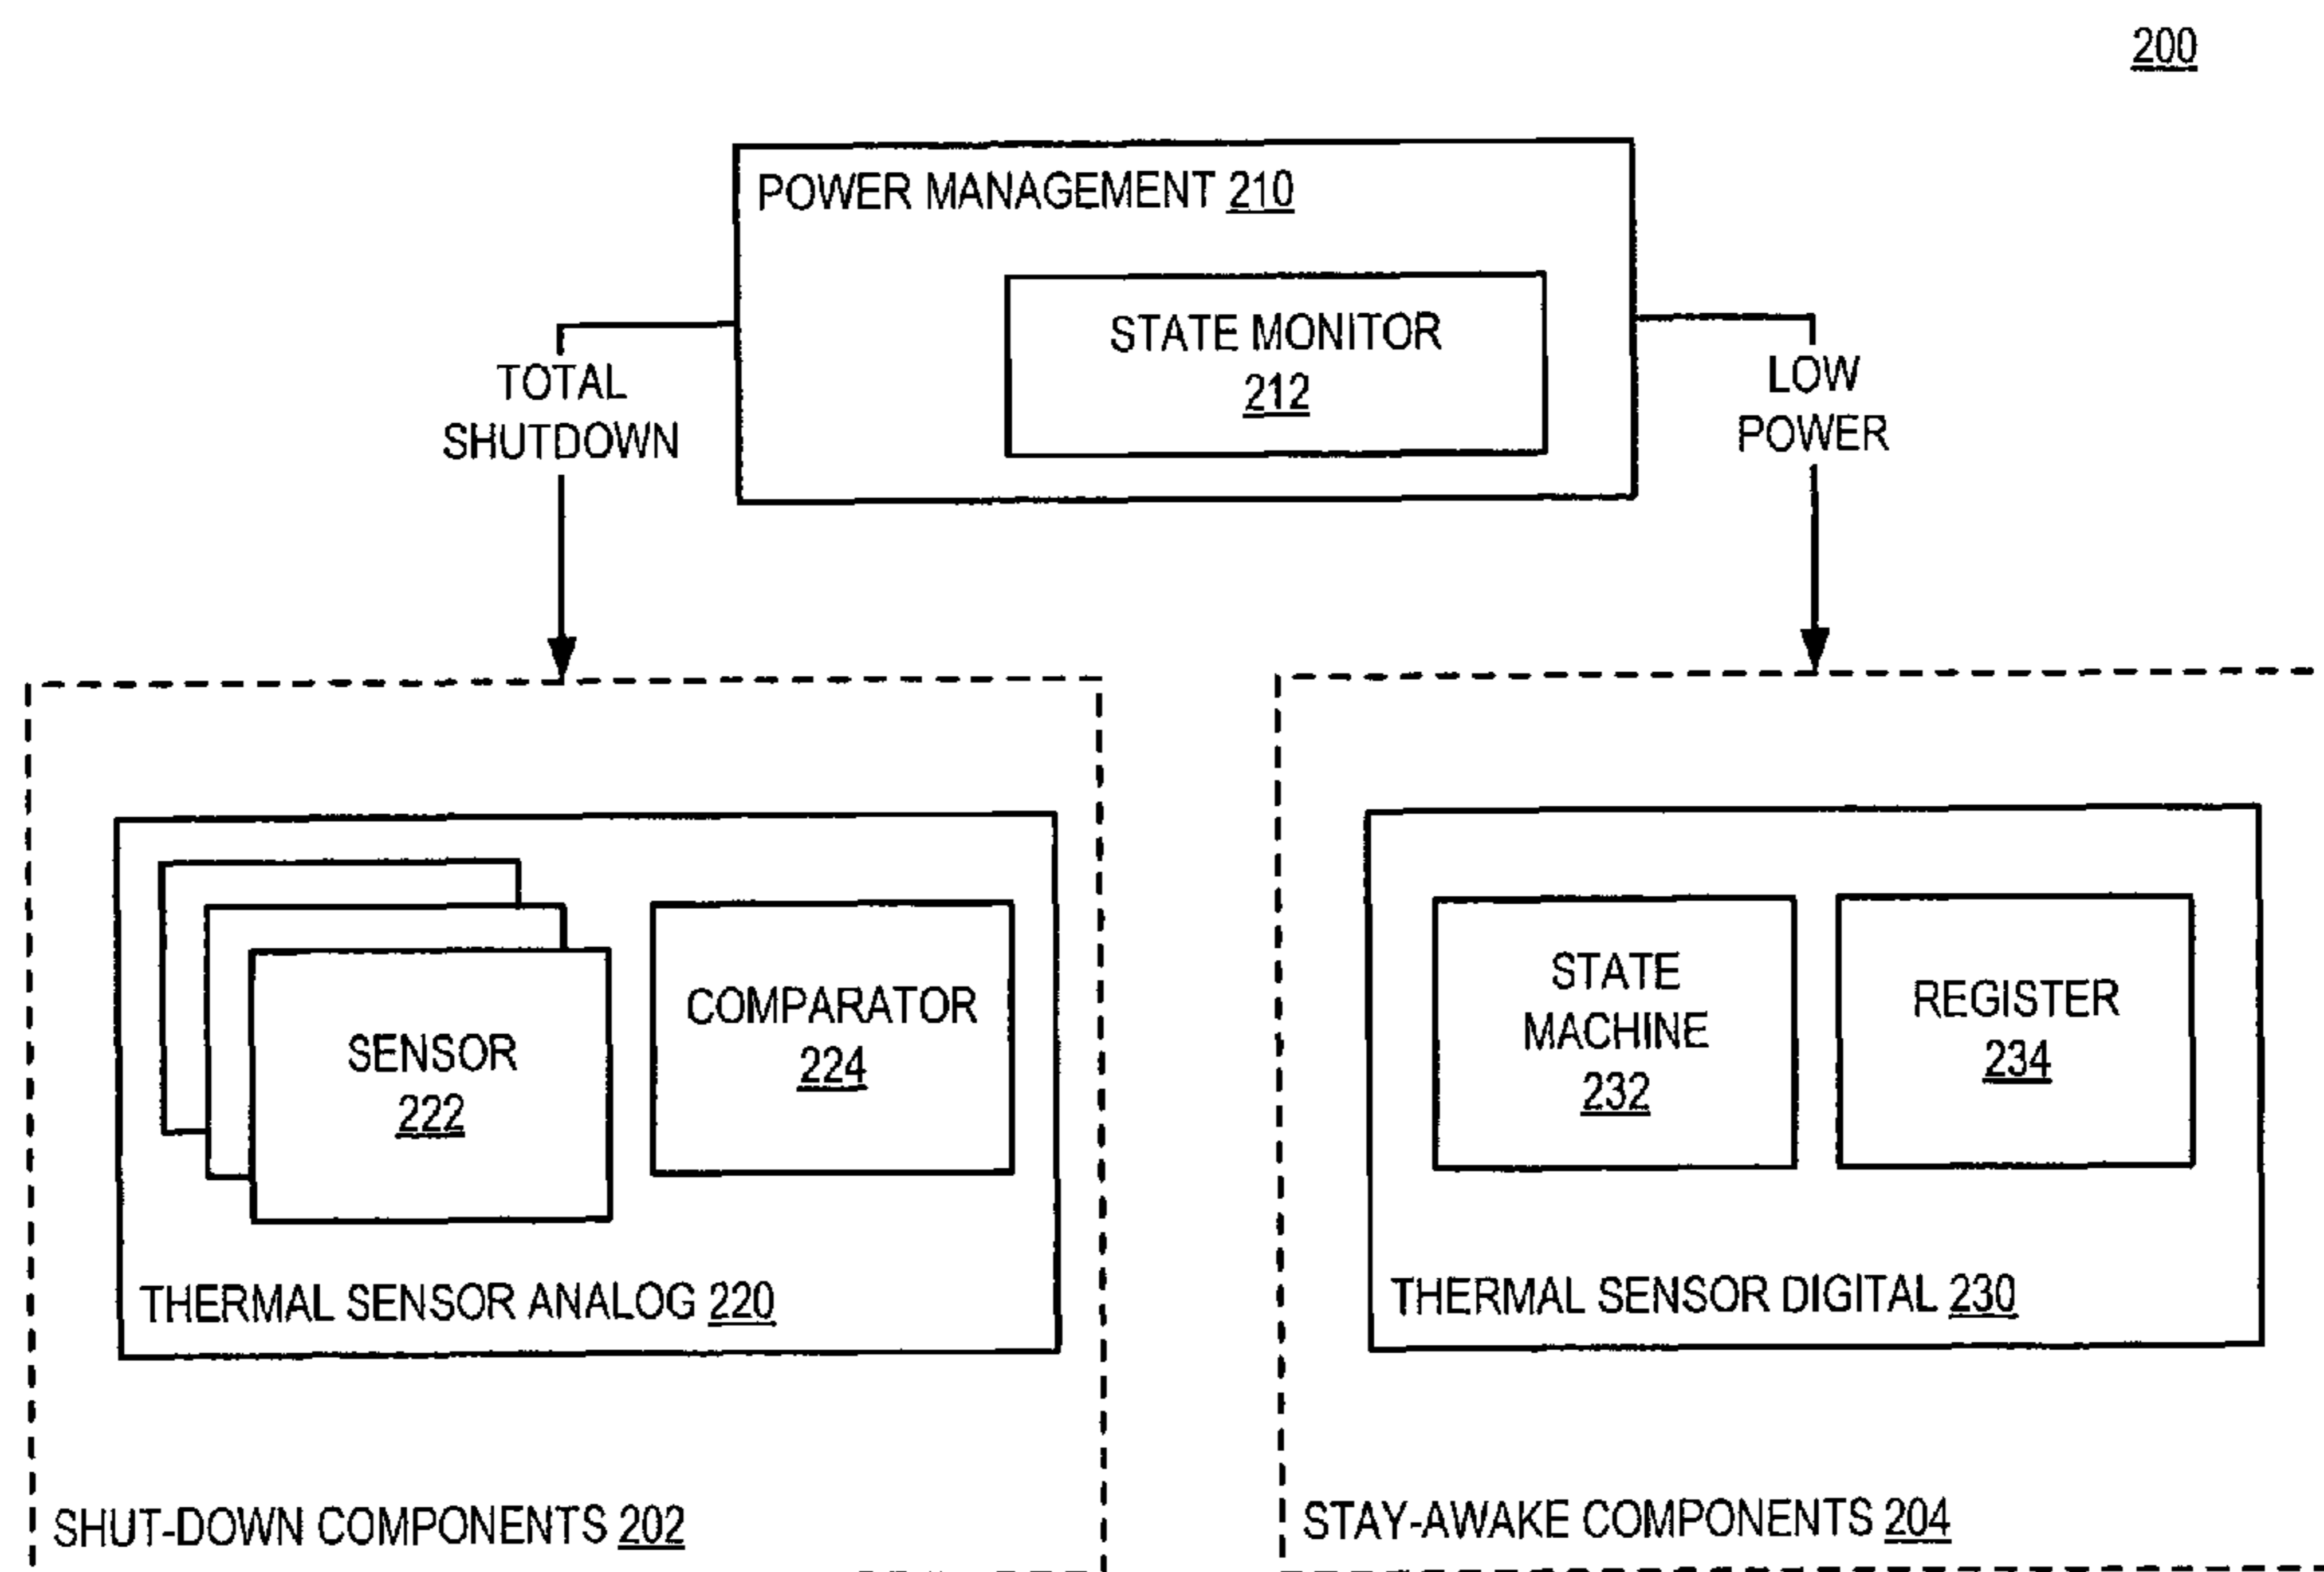 200
POWER MANAGEMENT 210
STATE MONITOR
212
TOTAL
SHUTDOWN
LOW
POWER
SENSOR
222
COMPARATOR
224
THERMAL SENSOR ANALOG 220
SHUT-DOWN COMPONENTS 202
STATE
MACHINE
232
REGISTER
234
THERMAL SENSOR DIGITAL 230
STAY-AWAKE COMPONENTS 204